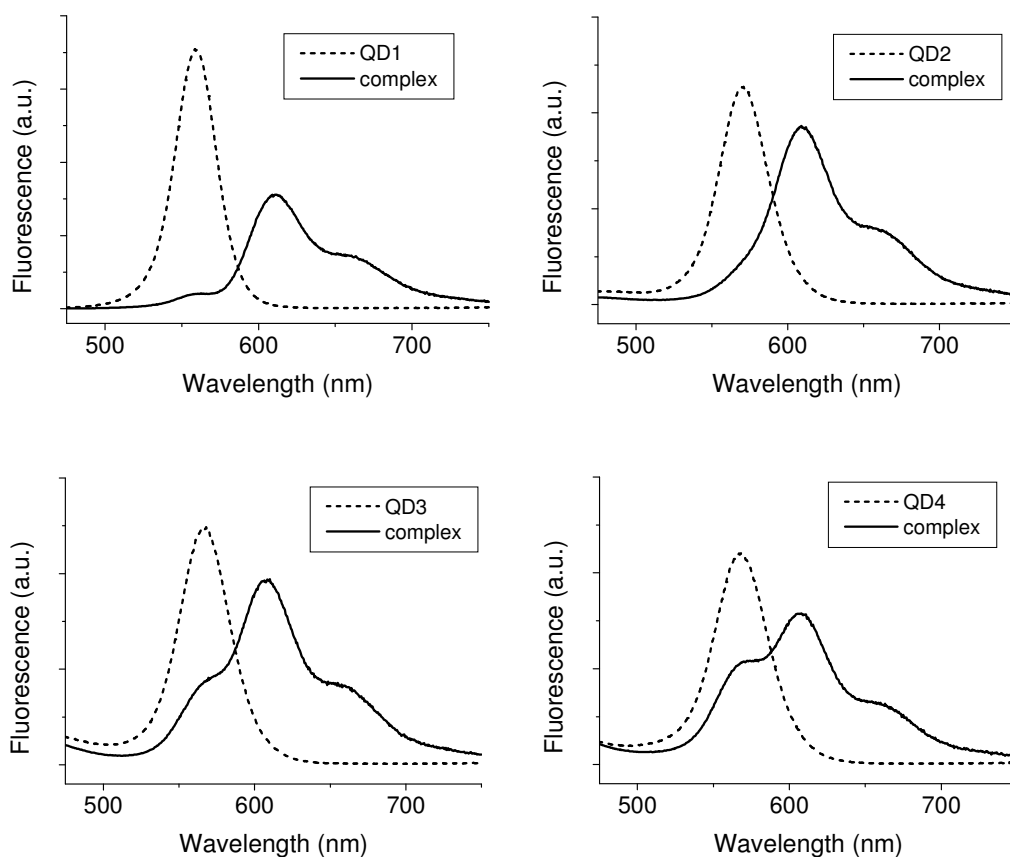 QD1
complex
Fluorescence (a.u.)
500 600 700
Wavelength (nm)
QD2
complex
Fluorescence (a.u.)
500 600 700
Wavelength (nm)
QD3
complex
Fluorescence (a.u.)
500 600 700
Wavelength (nm)
QD4
complex
Fluorescence (a.u.)
500 600 700
Wavelength (nm)